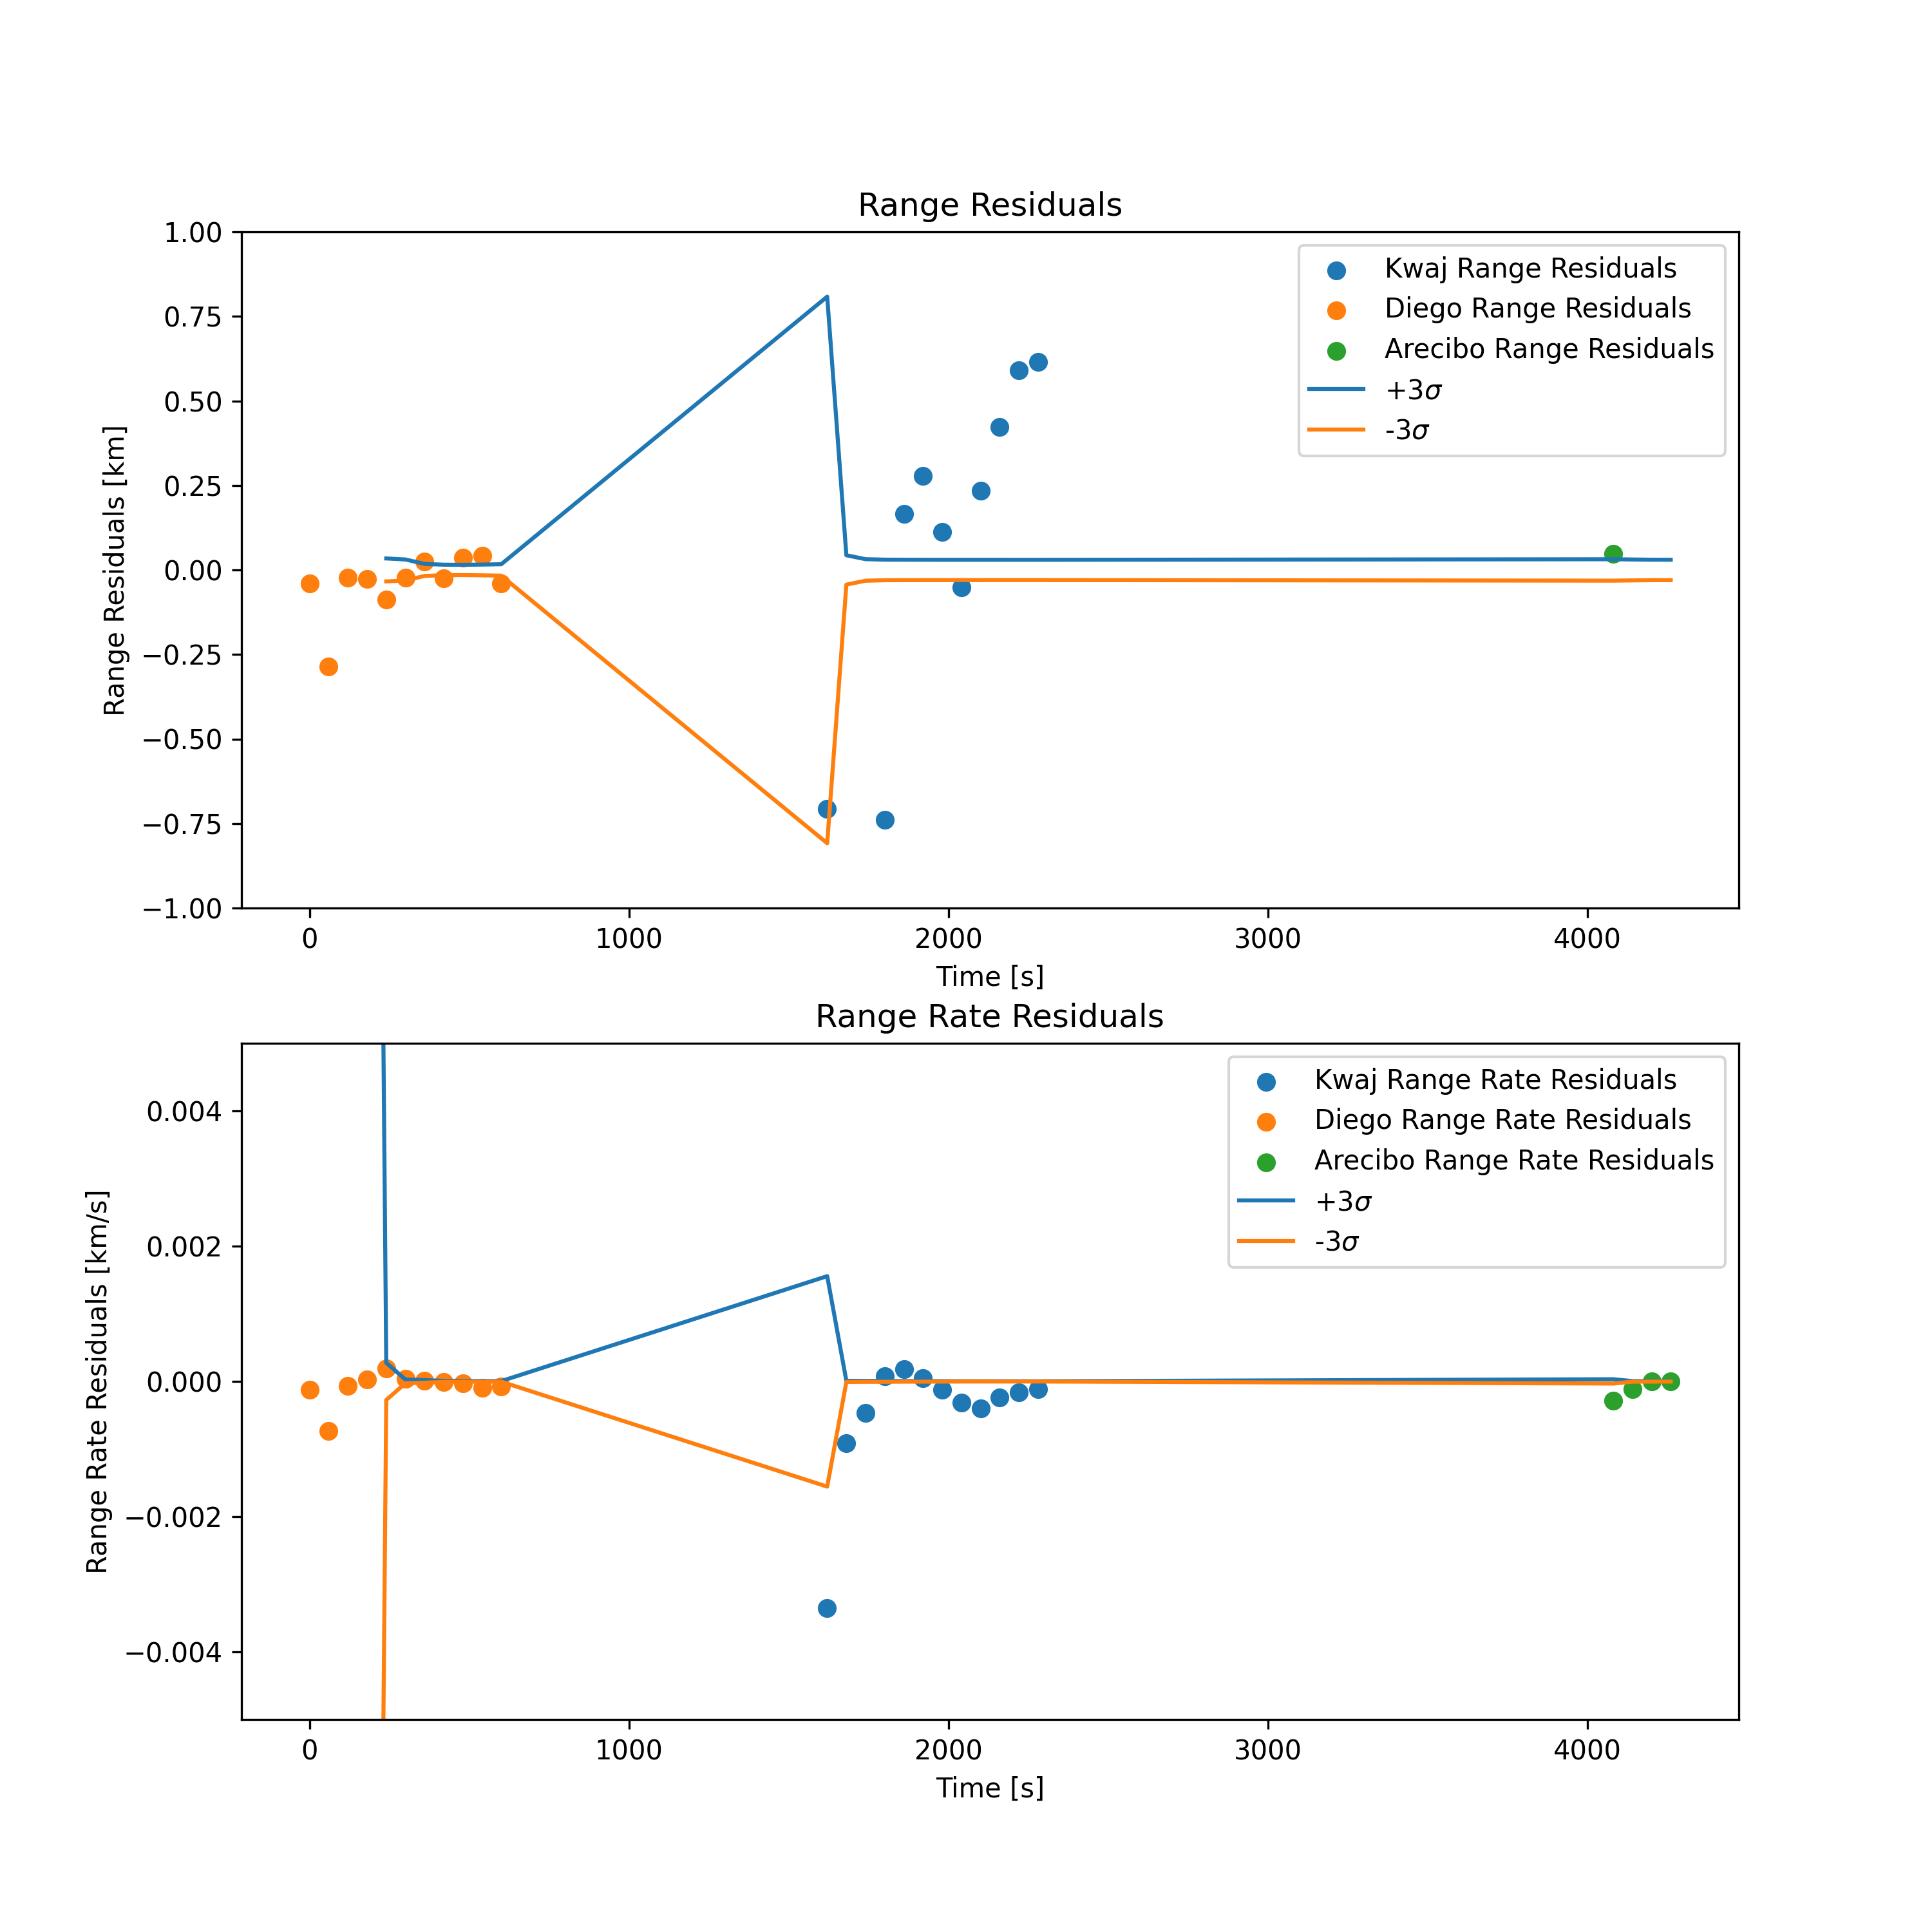 Range Residuals
1.00
0.75
0.50
0.25
0.00
−0.25
−0.50
−0.75
−1.00
Range Residuals [km]
Kwaj Range Residuals
Diego Range Residuals
Arecibo Range Residuals
+3σ
-3σ
0 1000 2000 3000 4000
Time [s]
Range Rate Residuals
0.004
0.002
0.000
−0.002
−0.004
Range Rate Residuals [km/s]
Kwaj Range Rate Residuals
Diego Range Rate Residuals
Arecibo Range Rate Residuals
+3σ
-3σ
0 1000 2000 3000 4000
Time [s]